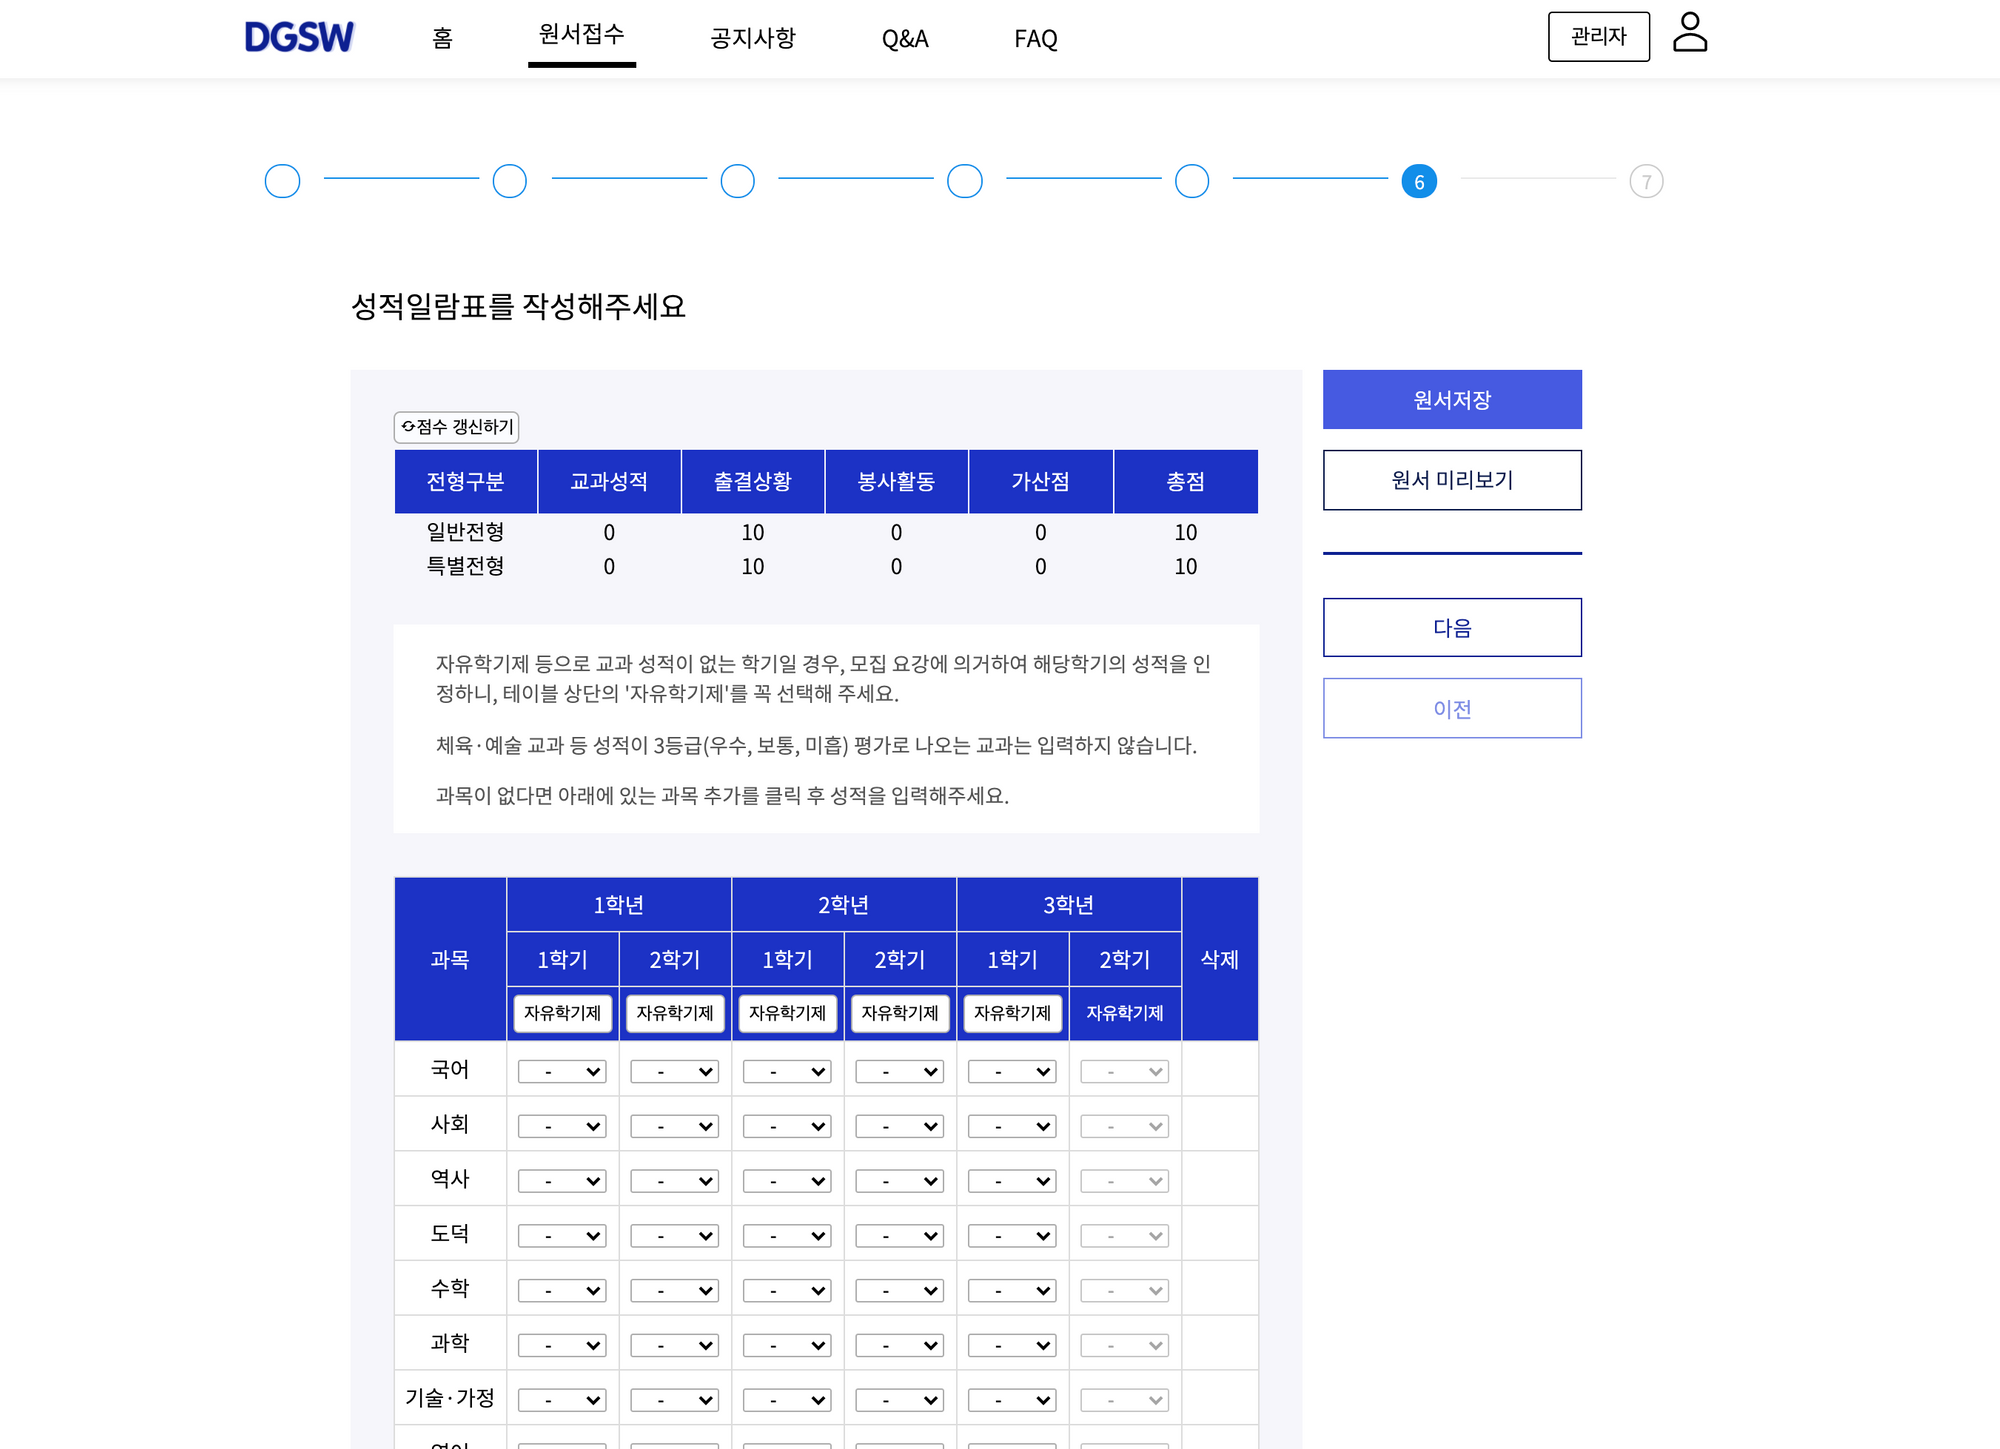 DGSW 홈 원서접수 공지사항 Q&A FAQ 관리자
6 7
성적일람표를 작성해주세요
원서저장
점수 갱신하기
전형구분 교과성적 출결상황 봉사활동 가산점 총점
원서 미리보기
일반전형 0 10 0 0 10
특별전형 0 10 0 0 10
다음
자유학기제 등으로 교과 성적이 없는 학기일 경우, 모집 요강에 의거하여 해당학기의 성적을 인
정하니, 테이블 상단의 '자유학기제'를 꼭 선택해 주세요.
이전
체육·예술 교과 등 성적이 3등급(우수, 보통, 미흡) 평가로 나오는 교과는 입력하지 않습니다.
과목이 없다면 아래에 있는 과목 추가를 클릭 후 성적을 입력해주세요.
1학년 2학년 3학년
과목 1학기 2학기 1학기 2학기 1학기 2학기 삭제
자유학기제 자유학기제 자유학기제 자유학기제 자유학기제 자유학기제
국어 - - - - - -
사회 - - - - - -
역사 - - - - - -
도덕 - - - - - -
수학 - - - - - -
과학 - - - - - -
기술·가정 - - - - - -